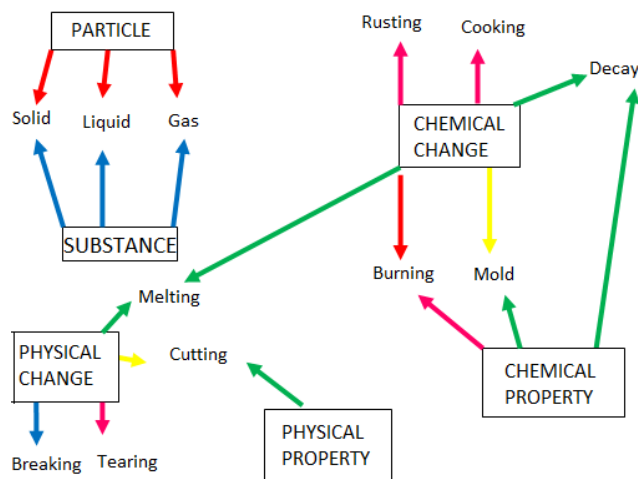 PARTICLE
Rusting
Cooking
Decay
Solid
Liquid
Gas
CHEMICAL
CHANGE
SUBSTANCE
Burning
Mold
Melting
PHYSICAL
CHANGE
Cutting
CHEMICAL
PROPERTY
PHYSICAL
PROPERTY
Breaking
Tearing